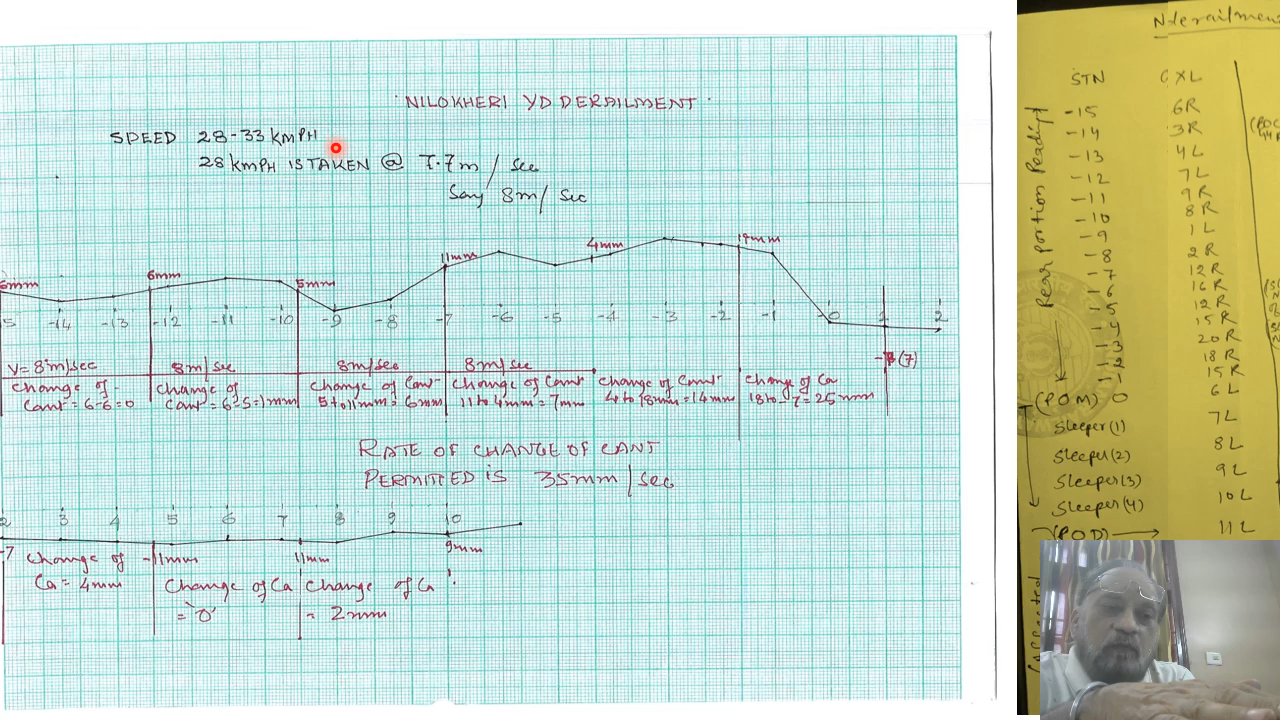 NILOKHERI YD DERAILMENT
SPEED 28-33 KMPH
28 KMPH IS TAKEN @ 7.7m/sec
Say 8m/sec
6mm 6mm 5mm 11mm 4mm 18mm
-14 -13 -12 -11 -10 -9 -8 -7 -6 -5 -4 -3 -2 -1 -0 1 2
V=8m/sec 8m/sec 8m/sec 8m/sec (7)
Change of Cant=6-6=0
Change of Cant=6-5=1mm
Change of Cant 5 to 11mm=6mm
Change of Cant 11 to 4mm=7mm
Change of Cant 4 to 18mm=14mm
Change of Ca 18 to -7=25mm
RATE OF CHANGE OF CANT
PERMITTED IS 35mm/sec
2 3 4 5 6 7 8 9 10
-7 -11mm 11mm 9mm
Change of Ca=4mm
Change of Ca = '0'
Change of Ca = 2mm
STN XL
-15 6R
-14 3R
-13 4L
-12 7L
-11 9R
-10 8R
-9 1L
-8 2R
-7 12R
-6 16R
-5 12R
-4 15R
-3 20R
-2 18R
-1 15R
(POM) 0 6L
Sleeper(1) 7L
Sleeper(2) 8L
Sleeper(3) 9L
Sleeper(4) 10L
(POD) 11L
Rear portion Readings